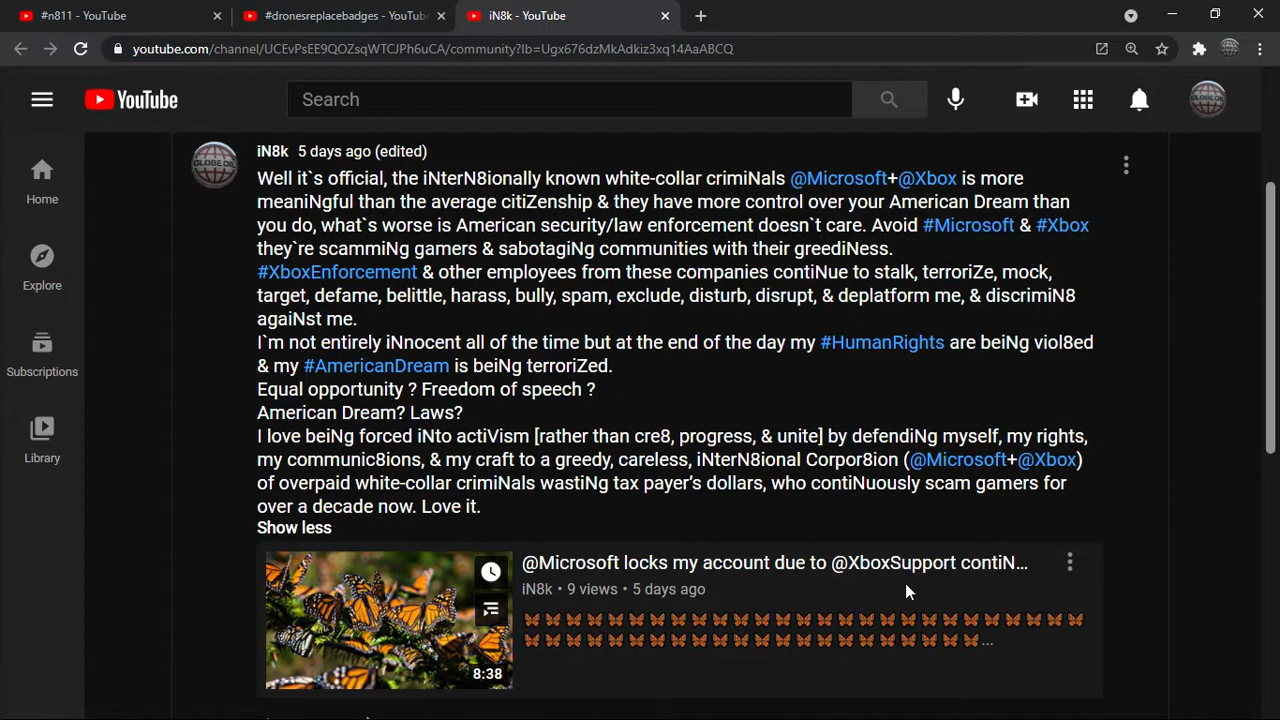 #n811 - YouTube
#dronesreplacebadges - YouTube
iN8k - YouTube
youtube.com/channel/UCEvPsEE9QOZsqWTCJPh6uCA/community?lb=Ugx676dzMkAdkiz3xq14AaABCQ
YouTube
Search
Home
Explore
Subscriptions
Library
GLOBE OIL
iN8k 5 days ago (edited)
Well it`s official, the iNterN8ionally known white-collar crimiNals @Microsoft+@Xbox is more
meaniNgful than the average citiZenship & they have more control over your American Dream than
you do, what`s worse is American security/law enforcement doesn`t care. Avoid #Microsoft & #Xbox
they`re scammiNg gamers & sabotagiNg communities with their greediNess.
#XboxEnforcement & other employees from these companies contiNue to stalk, terroriZe, mock,
target, defame, belittle, harass, bully, spam, exclude, disturb, disrupt, & deplatform me, & discrimiN8
agaiNst me.
I`m not entirely iNnocent all of the time but at the end of the day my #HumanRights are beiNg viol8ed
& my #AmericanDream is beiNg terroriZed.
Equal opportunity ? Freedom of speech ?
American Dream? Laws?
I love beiNg forced iNto actiVism [rather than cre8, progress, & unite] by defendiNg myself, my rights,
my communic8ions, & my craft to a greedy, careless, iNterN8ional Corpor8ion (@Microsoft+@Xbox)
of overpaid white-collar crimiNals wastiNg tax payer’s dollars, who contiNuously scam gamers for
over a decade now. Love it.
Show less
@Microsoft locks my account due to @XboxSupport contiN...
iN8k • 9 views • 5 days ago
...
8:38